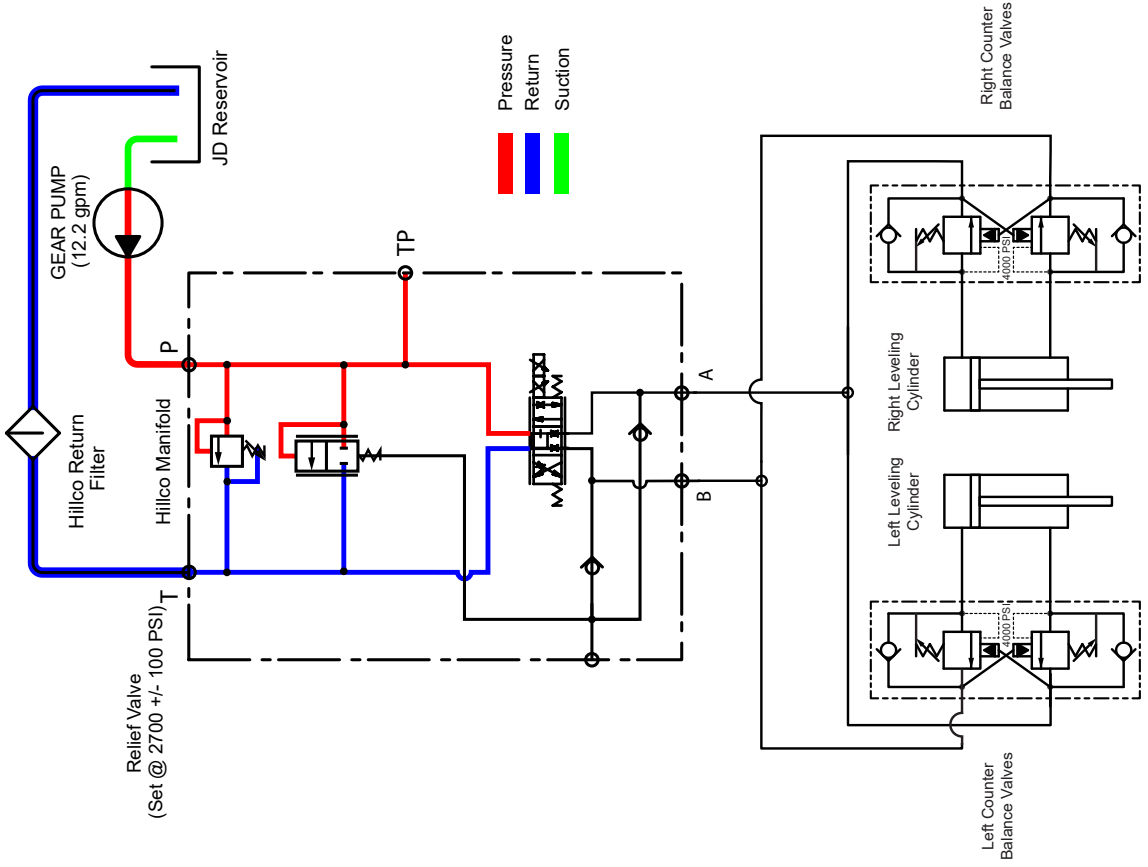 JD Reservoir
GEAR PUMP
(12.2 gpm)
Pressure
Return
Suction
TP
P
Hillco Return
Filter
Hillco Manifold
T
Relief Valve
(Set @ 2700 +/- 100 PSI)
A
B
Right Counter
Balance Valves
4000 PSI
Right Leveling
Cylinder
Left Leveling
Cylinder
4000 PSI
Left Counter
Balance Valves